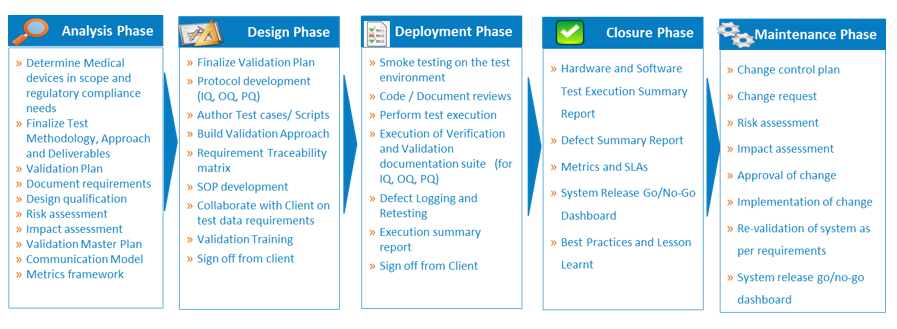 Analysis Phase
» Determine Medical
devices in scope and
regulatory compliance
needs
» Finalize Test
Methodology, Approach
and Deliverables
» Validation Plan
» Document requirements
» Design qualification
» Risk assessment
» Impact assessment
» Validation Master Plan
» Communication Model
» Metrics framework
Design Phase
» Finalize Validation Plan
» Protocol development
(IQ, OQ, PQ)
» Author Test cases/ Scripts
» Build Validation Approach
» Requirement Traceability
matrix
» SOP development
» Collaborate with Client on
test data requirements
» Validation Training
» Sign off from client
Deployment Phase
» Smoke testing on the test
environment
» Code / Document reviews
» Perform test execution
» Execution of Verification
and Validation
documentation suite (for
IQ, OQ, PQ)
» Defect Logging and
Retesting
» Execution summary
report
» Sign off from Client
Closure Phase
» Hardware and Software
Test Execution Summary
Report
» Defect Summary Report
» Metrics and SLAs
» System Release Go/No-Go
Dashboard
» Best Practices and Lesson
Learnt
Maintenance Phase
» Change control plan
» Change request
» Risk assessment
» Impact assessment
» Approval of change
» Implementation of change
» Re-validation of system as
per requirements
» System release go/no-go
dashboard